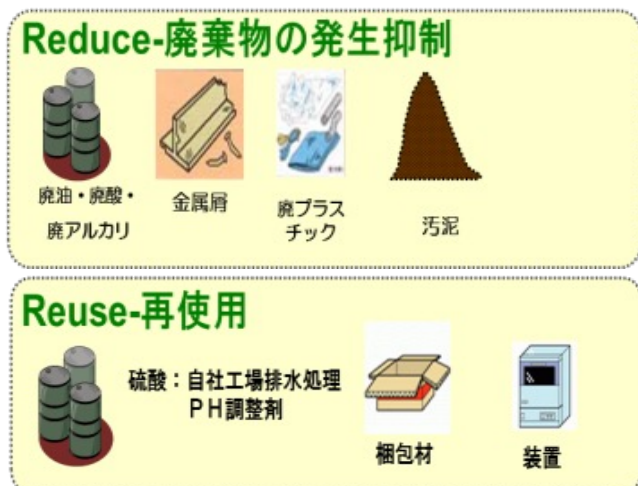 Reduce-廃棄物の発生抑制
廃油・廃酸・
廃アルカリ
金属屑
廃プラス
チック
汚泥
Reuse-再使用
硫酸：自社工場排水処理
ＰＨ調整剤
梱包材
装置